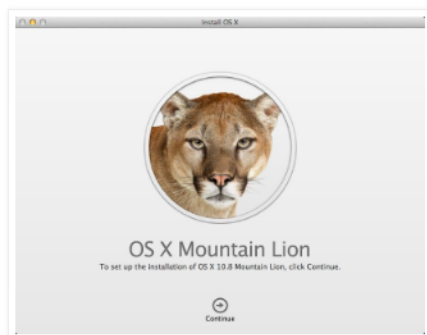 Install OS X
OS X Mountain Lion
To set up the installation of OS X 10.8 Mountain Lion, click Continue.
Continue